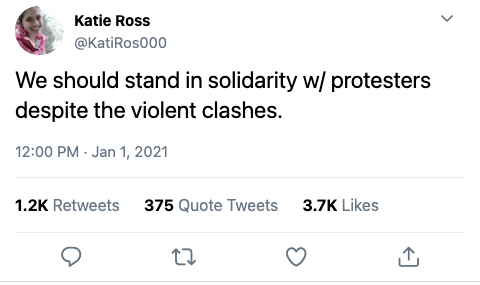 Katie Ross
@KatiRos000
We should stand in solidarity w/ protesters
despite the violent clashes.
12:00 PM · Jan 1, 2021
1.2K Retweets 375 Quote Tweets 3.7K Likes